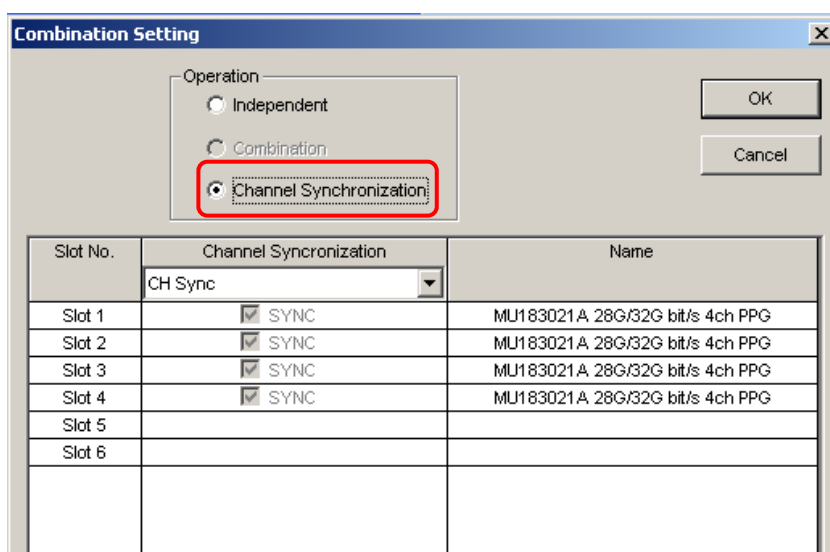 Combination Setting
Operation
Independent
Combination
Channel Synchronization
OK
Cancel
Slot No. Channel Syncronization Name
CH Sync
Slot 1 SYNC MU183021A 28G/32G bit/s 4ch PPG
Slot 2 SYNC MU183021A 28G/32G bit/s 4ch PPG
Slot 3 SYNC MU183021A 28G/32G bit/s 4ch PPG
Slot 4 SYNC MU183021A 28G/32G bit/s 4ch PPG
Slot 5
Slot 6